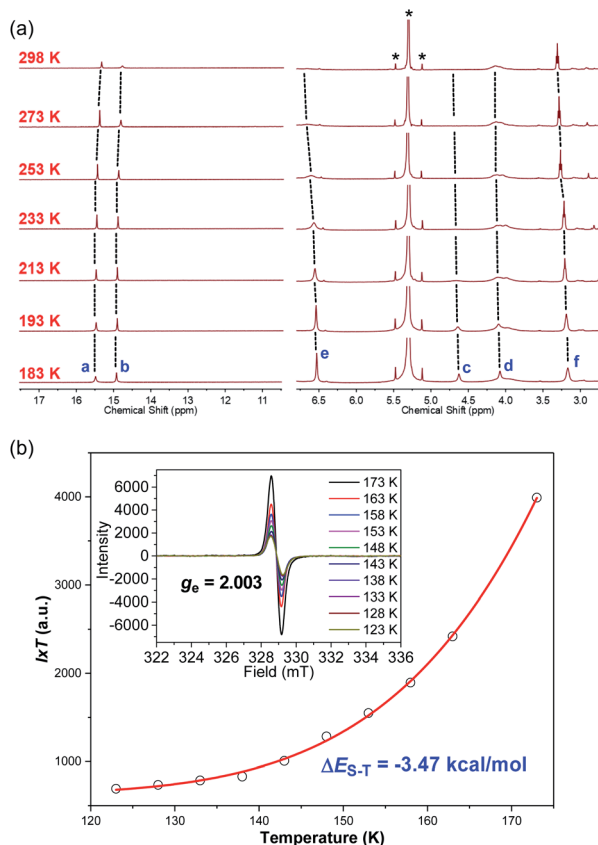 (a)
* * *
298 K
273 K
253 K
233 K
213 K
193 K
183 K
a b e c d f
17 16 15 14 13 12 11 6.5 6.0 5.5 5.0 4.5 4.0 3.5 3.0
Chemical Shift (ppm) Chemical Shift (ppm)
(b)
IxT (a.u.)
4000
3000
2000
1000
120 130 140 150 160 170
Temperature (K)
Intensity
6000
4000
2000
0
-2000
-4000
-6000
322 324 326 328 330 332 334 336
Field (mT)
ge = 2.003
173 K
163 K
158 K
153 K
148 K
143 K
138 K
133 K
128 K
123 K
ΔES-T = -3.47 kcal/mol